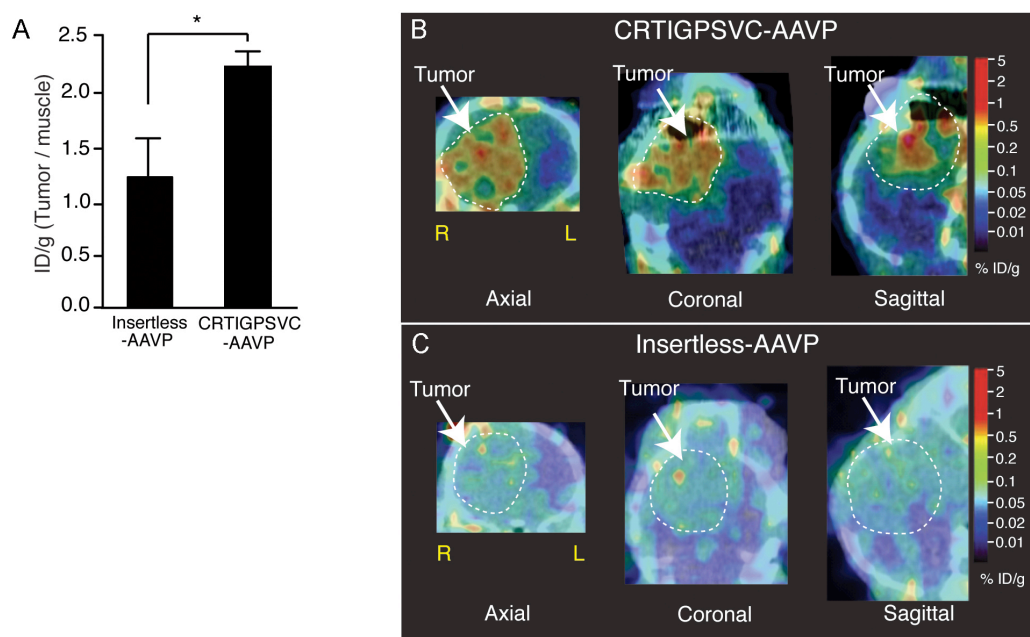 A
*
2.5
2.0
1.5
1.0
0.5
0.0
ID/g (Tumor / muscle)
Insertless
-AAVP
CRTIGPSVC
-AAVP
B
CRTIGPSVC-AAVP
Tumor
Tumor
Tumor
R
L
Axial
Coronal
Sagittal
5
2
1
0.5
0.2
0.1
0.05
0.02
0.01
% ID/g
C
Insertless-AAVP
Tumor
Tumor
Tumor
R
L
Axial
Coronal
Sagittal
5
2
1
0.5
0.2
0.1
0.05
0.02
0.01
% ID/g